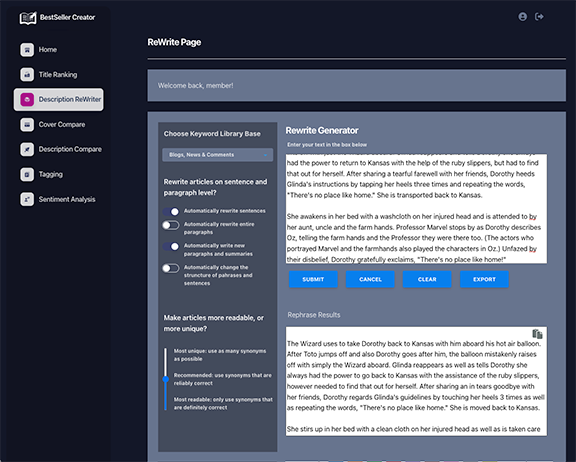 BestSeller Creator
Home
Title Ranking
Description ReWriter
Cover Compare
Description Compare
Tagging
Sentiment Analysis
ReWrite Page
Welcome back, member!
Choose Keyword Library Base
Blogs, News & Comments
Rewrite articles on sentence and
paragraph level?
Automatically rewrite sentences
Automatically rewrite entire
paragraphs
Automatically write new
paragraphs and summaries
Automatically change the
structure of pahrases and
sentences
Make articles more readable, or
more unique?
Most unique: use as many synonyms
as possible
Recommended: use synonyms that are
reliably correct
Most readable: only use synonyms that
are definitely correct
Rewrite Generator
Enter your text in the box below
had the power to return to Kansas with the help of the ruby slippers, but had to find
that out for herself. After sharing a tearful farewell with her friends, Dorothy heeds
Glinda's instructions by tapping her heels three times and repeating the words,
"There's no place like home." She is transported back to Kansas.
She awakens in her bed with a washcloth on her injured head and is attended to by
her aunt, uncle and the farm hands. Professor Marvel stops by as Dorothy describes
Oz, telling the farm hands and the Professor they were there too. (The actors who
portrayed Marvel and the farmhands also played the characters in Oz.) Unfazed by
their disbelief, Dorothy gratefully exclaims, "There's no place like home!"
SUBMIT
CANCEL
CLEAR
EXPORT
Rephrase Results
The Wizard uses to take Dorothy back to Kansas with him aboard his hot air balloon.
After Toto jumps off and also Dorothy goes after him, the balloon mistakenly raises
off with simply the Wizard aboard. Glinda reappears as well as tells Dorothy she
always had the power to go back to Kansas with the assistance of the ruby slippers,
however needed to find that out for herself. After sharing an in tears goodbye with
her friends, Dorothy regards Glinda's guidelines by touching her heels 3 times as well
as repeating the words, "There's no place like home." She is moved back to Kansas.
She stirs up in her bed with a clean cloth on her injured head as well as is taken care